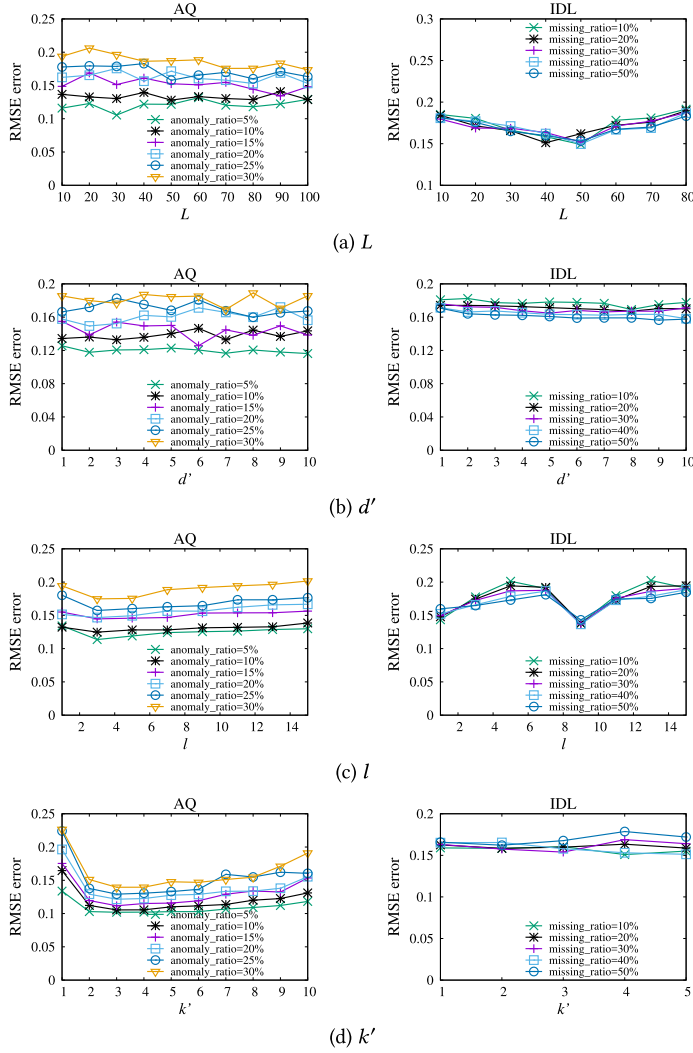 AQ
RMSE error
0.25
0.2
0.15
0.1
0.05
0
anomaly_ratio=5%
anomaly_ratio=10%
anomaly_ratio=15%
anomaly_ratio=20%
anomaly_ratio=25%
anomaly_ratio=30%
10 20 30 40 50 60 70 80 90 100
L
IDL
RMSE error
0.3
0.25
0.2
0.15
0.1
missing_ratio=10%
missing_ratio=20%
missing_ratio=30%
missing_ratio=40%
missing_ratio=50%
10 20 30 40 50 60 70 80
L
(a) L
AQ
RMSE error
0.2
0.16
0.12
0.08
0.04
0
anomaly_ratio=5%
anomaly_ratio=10%
anomaly_ratio=15%
anomaly_ratio=20%
anomaly_ratio=25%
anomaly_ratio=30%
1 2 3 4 5 6 7 8 9 10
d'
IDL
RMSE error
0.2
0.16
0.12
0.08
0.04
0
missing_ratio=10%
missing_ratio=20%
missing_ratio=30%
missing_ratio=40%
missing_ratio=50%
1 2 3 4 5 6 7 8 9 10
d'
(b) d′
AQ
RMSE error
0.25
0.2
0.15
0.1
0.05
0
anomaly_ratio=5%
anomaly_ratio=10%
anomaly_ratio=15%
anomaly_ratio=20%
anomaly_ratio=25%
anomaly_ratio=30%
2 4 6 8 10 12 14
l
IDL
RMSE error
0.25
0.2
0.15
0.1
0.05
0
missing_ratio=10%
missing_ratio=20%
missing_ratio=30%
missing_ratio=40%
missing_ratio=50%
2 4 6 8 10 12 14
l
(c) l
AQ
RMSE error
0.25
0.2
0.15
0.1
0.05
0
anomaly_ratio=5%
anomaly_ratio=10%
anomaly_ratio=15%
anomaly_ratio=20%
anomaly_ratio=25%
anomaly_ratio=30%
1 2 3 4 5 6 7 8 9 10
k'
IDL
RMSE error
0.2
0.15
0.1
0.05
0
missing_ratio=10%
missing_ratio=20%
missing_ratio=30%
missing_ratio=40%
missing_ratio=50%
1 2 3 4 5
k'
(d) k′